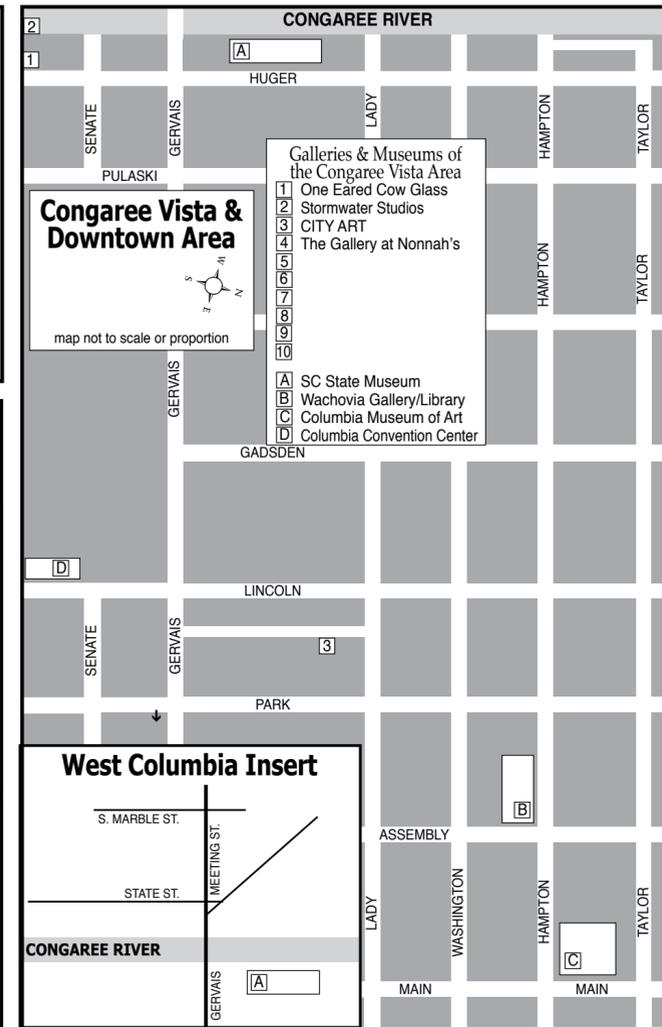 CONGAREE RIVER
2
1
A
HUGER
SENATE
GERVAIS
LADY
HAMPTON
TAYLOR
PULASKI
Galleries & Museums of
the Congaree Vista Area
1 One Eared Cow Glass
2 Stormwater Studios
3 CITY ART
4 The Gallery at Nonnah's
5
6
7
8
9
10
A SC State Museum
B Wachovia Gallery/Library
C Columbia Museum of Art
D Columbia Convention Center
Congaree Vista &
Downtown Area
W
S
N
E
map not to scale or proportion
HAMPTON
TAYLOR
GERVAIS
GADSDEN
D
LINCOLN
SENATE
GERVAIS
3
PARK
West Columbia Insert
S. MARBLE ST.
MEETING ST.
STATE ST.
CONGAREE RIVER
GERVAIS
A
B
ASSEMBLY
LADY
WASHINGTON
HAMPTON
TAYLOR
C
MAIN
MAIN